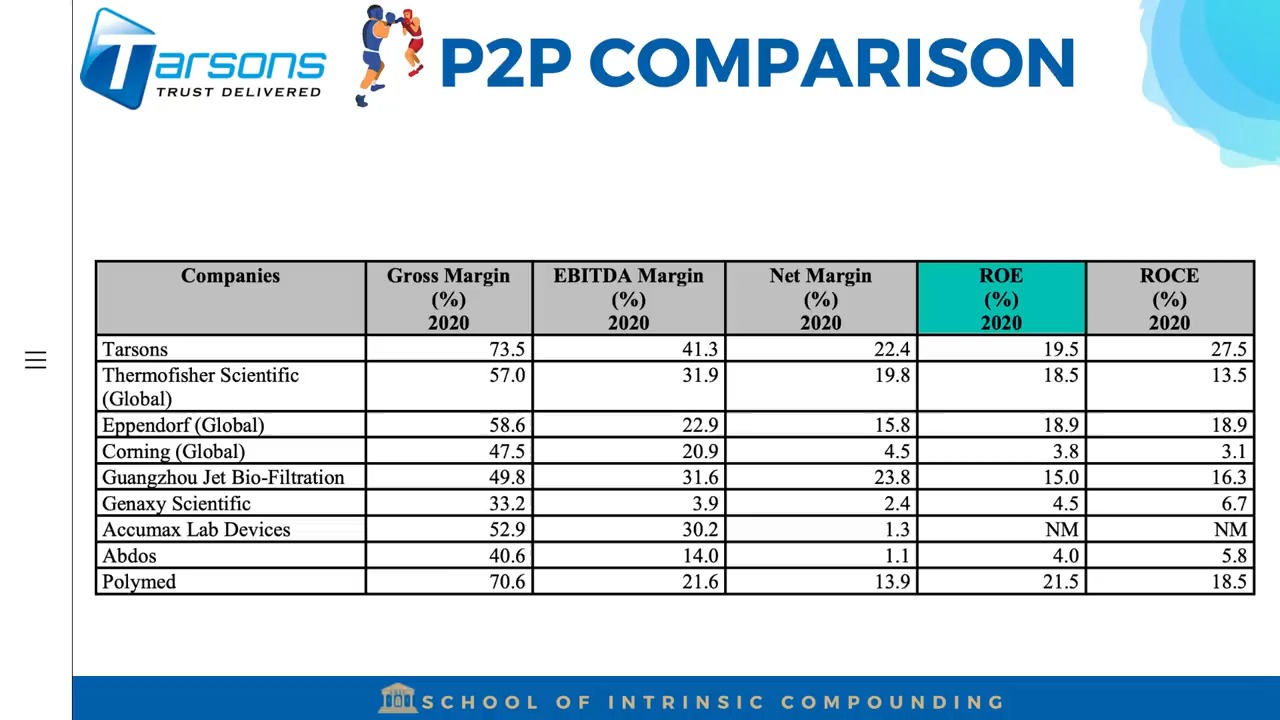 Tarsons
TRUST DELIVERED
P2P COMPARISON
Companies Gross Margin (%) 2020 EBITDA Margin (%) 2020 Net Margin (%) 2020 ROE (%) 2020 ROCE (%) 2020
Tarsons 73.5 41.3 22.4 19.5 27.5
Thermofisher Scientific (Global) 57.0 31.9 19.8 18.5 13.5
Eppendorf (Global) 58.6 22.9 15.8 18.9 18.9
Corning (Global) 47.5 20.9 4.5 3.8 3.1
Guangzhou Jet Bio-Filtration 49.8 31.6 23.8 15.0 16.3
Genaxy Scientific 33.2 3.9 2.4 4.5 6.7
Accumax Lab Devices 52.9 30.2 1.3 NM NM
Abdos 40.6 14.0 1.1 4.0 5.8
Polymed 70.6 21.6 13.9 21.5 18.5
SCHOOL OF INTRINSIC COMPOUNDING